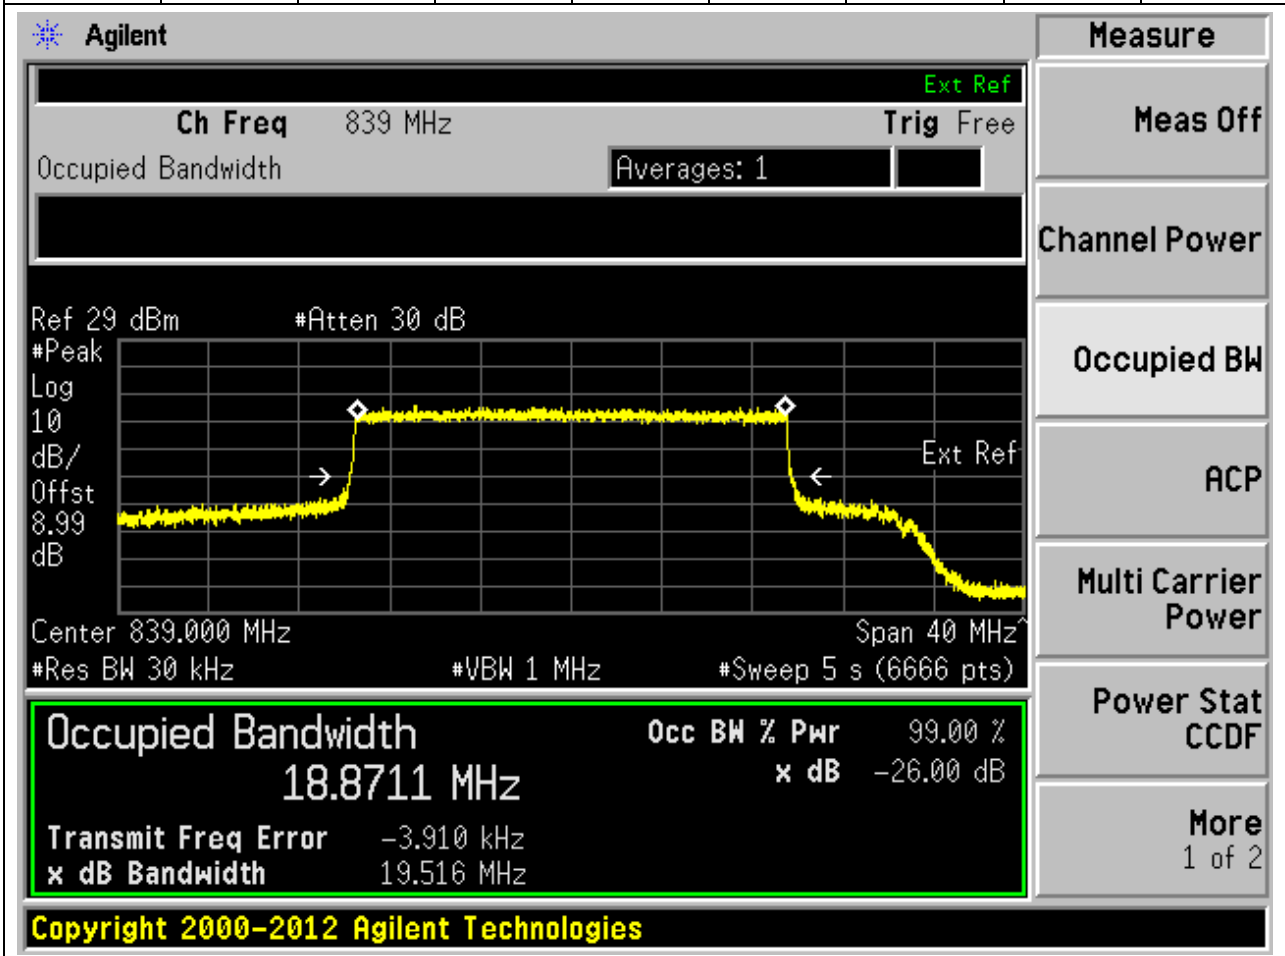 Agilent
Measure
Ext Ref
Ch Freq 839 MHz Trig Free
Meas Off
Occupied Bandwidth Averages: 1
Channel Power
Ref 29 dBm #Atten 30 dB
#Peak
Log
10
dB/
Offst
8.99
dB
Ext Ref
Occupied BW
ACP
Center 839.000 MHz Span 40 MHz^
#Res BW 30 kHz #VBW 1 MHz #Sweep 5 s (6666 pts)
Multi Carrier
Power
Occupied Bandwidth
18.8711 MHz
Occ BW % Pwr 99.00 %
x dB -26.00 dB
Transmit Freq Error -3.910 kHz
x dB Bandwidth 19.516 MHz
Power Stat
CCDF
More
1 of 2
Copyright 2000-2012 Agilent Technologies